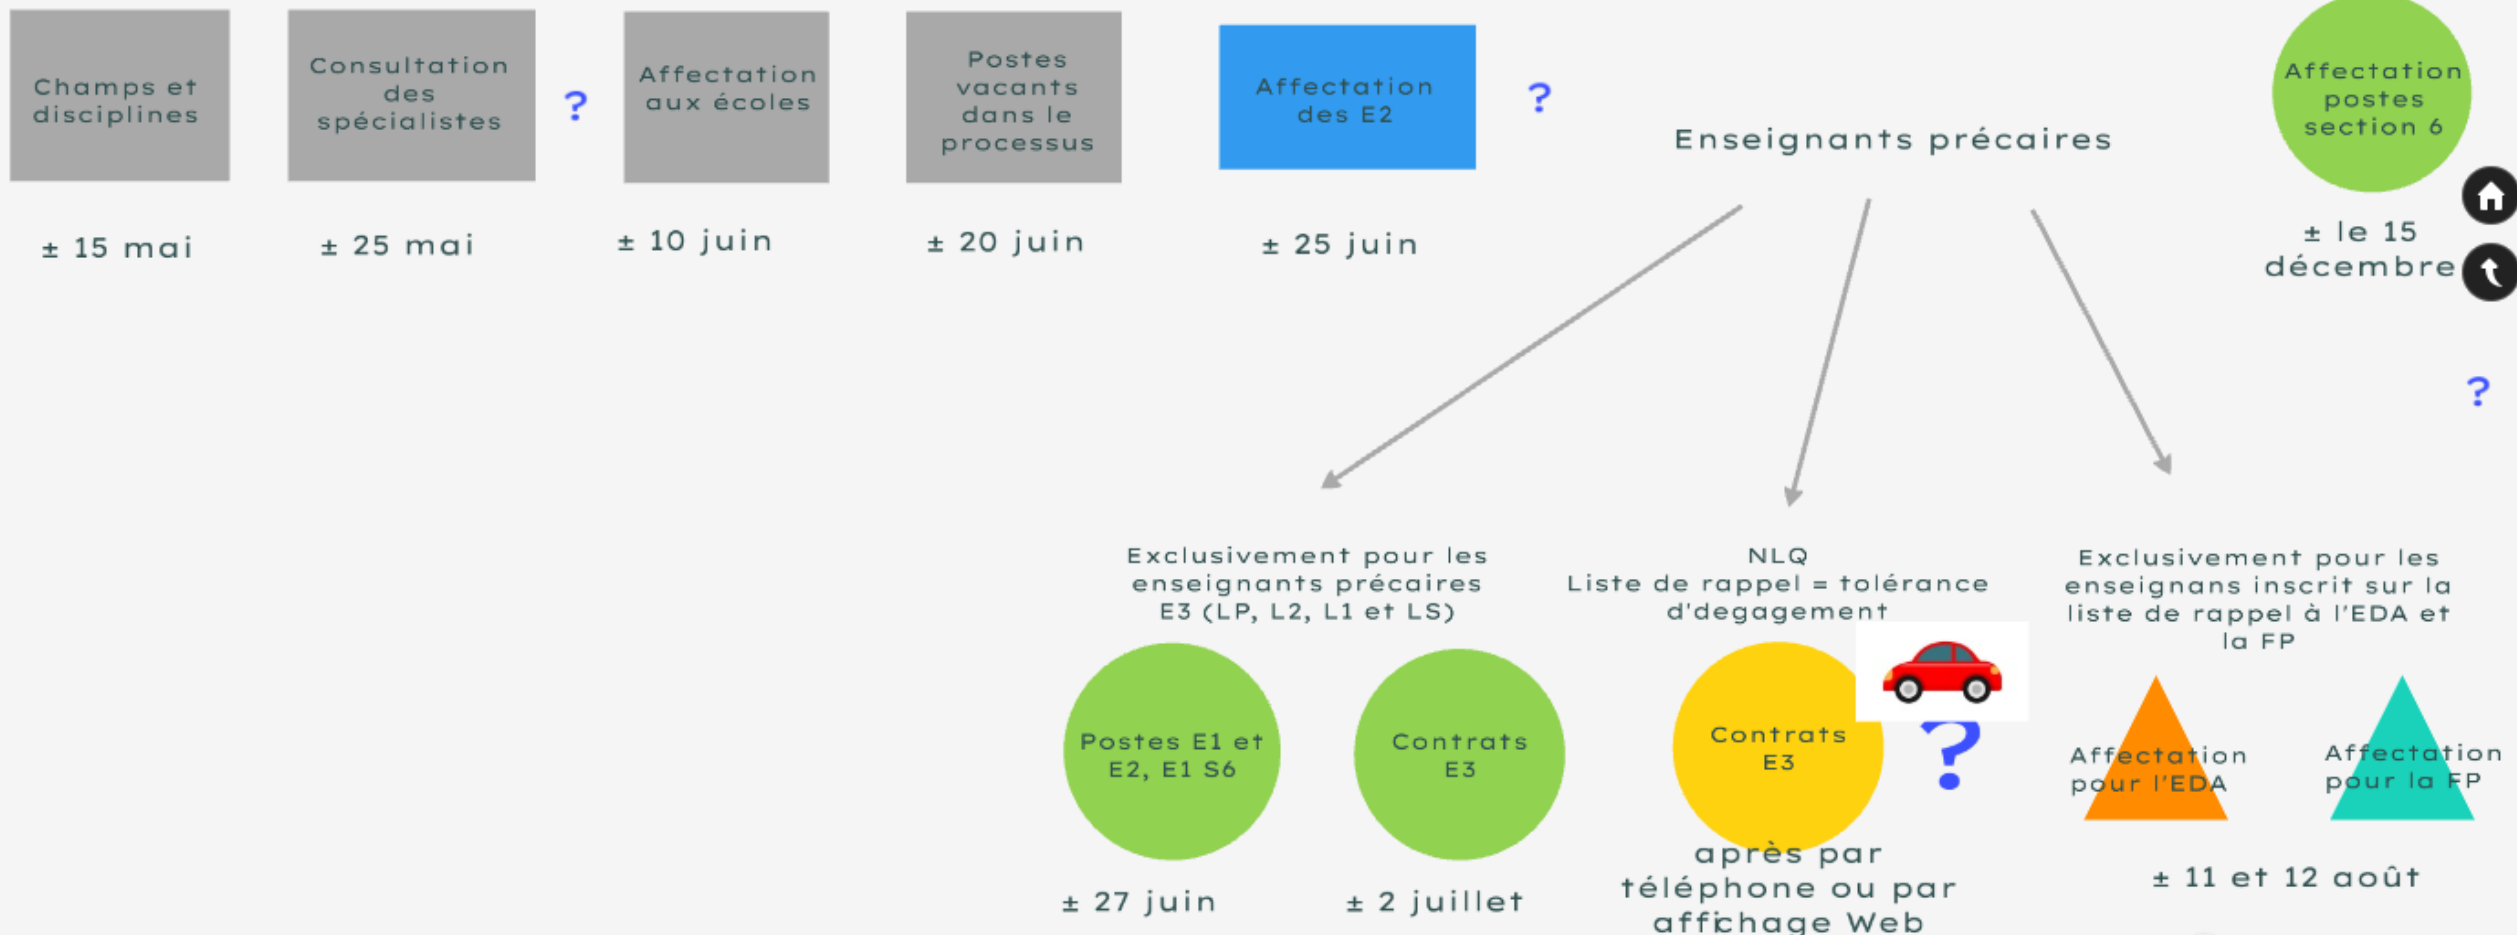 Champs et
disciplines
± 15 mai
Consultation
des
spécialistes
± 25 mai
?
Affectation
aux écoles
± 10 juin
Postes
vacants
dans le
processus
± 20 juin
Affectation
des E2
± 25 juin
?
Enseignants précaires
Affectation
postes
section 6
± le 15
décembre
?
Exclusivement pour les
enseignants précaires
E3 (LP, L2, L1 et LS)
Postes E1 et
E2, E1 S6
± 27 juin
Contrats
E3
± 2 juillet
NLQ
Liste de rappel = tolérance
d'degagement
Contrats
E3
?
après par
téléphone ou par
affichage Web
Exclusivement pour les
enseignans inscrit sur la
liste de rappel à l'EDA et
la FP
Affectation
pour l'EDA
Affectation
pour la FP
± 11 et 12 août